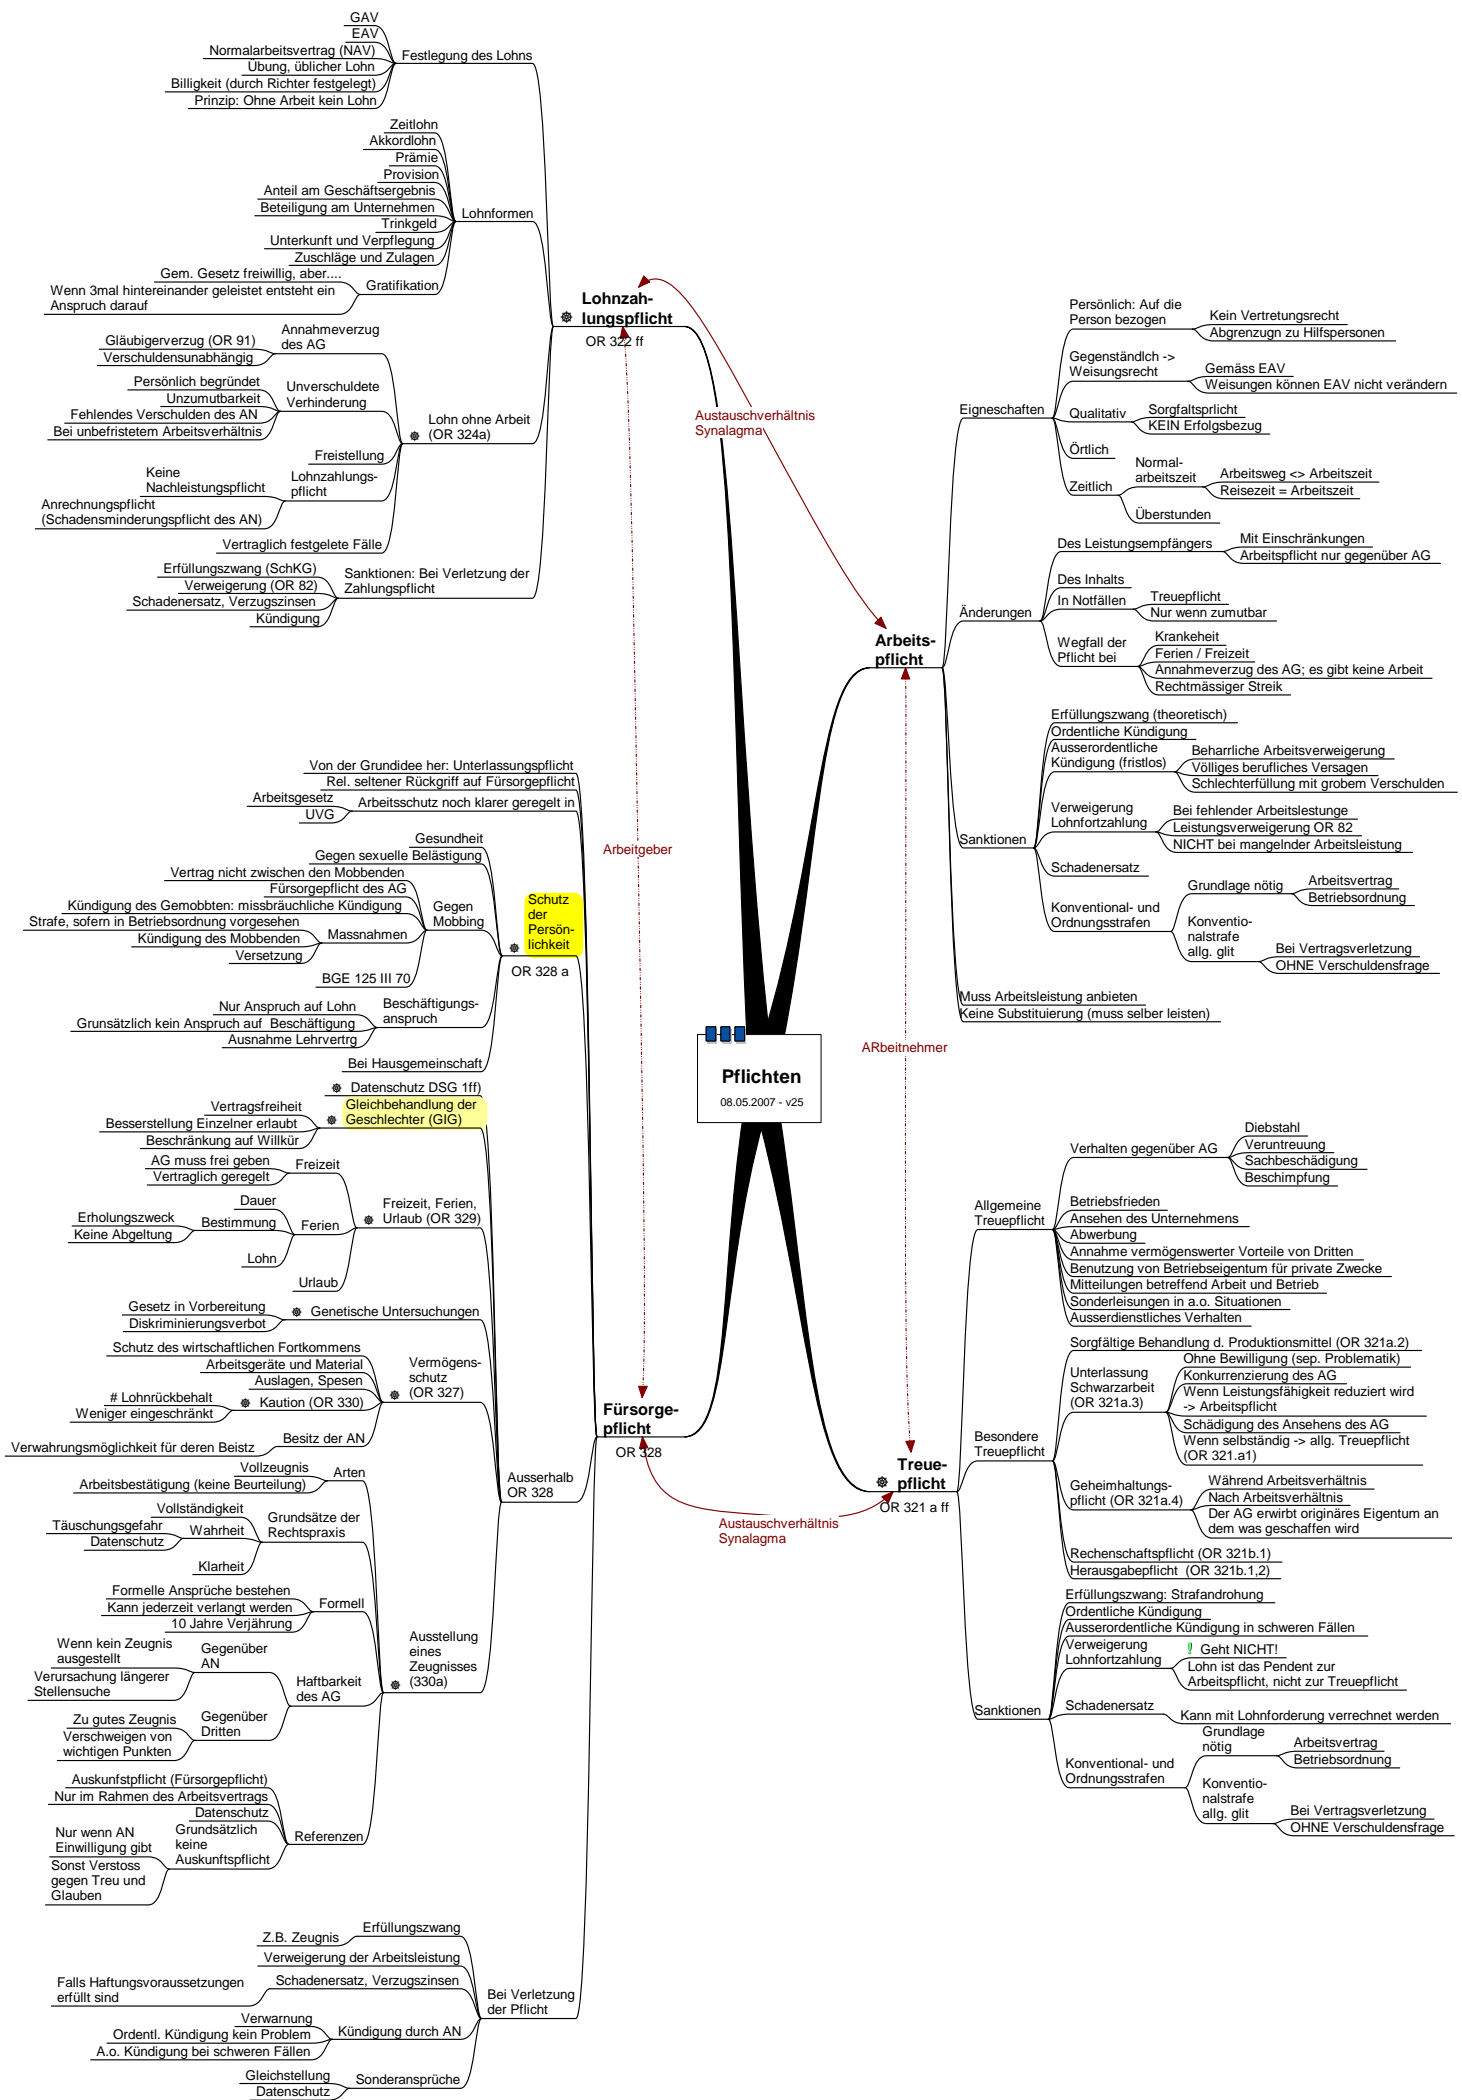 GAV
EAV
Normalarbeitsvertrag (NAV)
Übung, üblicher Lohn
Billigkeit (durch Richter festgelegt)
Prinzip: Ohne Arbeit kein Lohn
Festlegung des Lohns
Zeitlohn
Akkordlohn
Prämie
Provision
Anteil am Geschäftsergebnis
Beteiligung am Unternehmen
Trinkgeld
Unterkunft und Verpflegung
Zuschläge und Zulagen
Gem. Gesetz freiwillig, aber....
Wenn 3mal hintereinander geleistet entsteht ein
Anspruch darauf
Gratifikation
Lohnformen
Gläubigerverzug (OR 91)
Verschuldensunabhängig
Annahmeverzug
des AG
Persönlich begründet
Unzumutbarkeit
Fehlendes Verschulden des AN
Bei unbefristetem Arbeitsverhältnis
Unverschuldete
Verhinderung
Freistellung
Keine
Nachleistungspflicht
Anrechnungspflicht
(Schadensminderungspflicht des AN)
Lohnzahlungs-
pflicht
Vertraglich festgelete Fälle
Lohn ohne Arbeit
(OR 324a)
Erfüllungszwang (SchKG)
Verweigerung (OR 82)
Schadenersatz, Verzugszinsen
Kündigung
Sanktionen: Bei Verletzung der
Zahlungspflicht
Lohnzah-
lungspflicht
OR 322 ff
Austauschverhältnis
Synalagma
Persönlich: Auf die
Person bezogen
Kein Vertretungsrecht
Abgrenzugn zu Hilfspersonen
Gegenständlch ->
Weisungsrecht
Gemäss EAV
Weisungen können EAV nicht verändern
Eigneschaften
Qualitativ
Sorgfaltsprlicht
KEIN Erfolgsbezug
Örtlich
Zeitlich
Normal-
arbeitszeit
Arbeitsweg <> Arbeitszeit
Reisezeit = Arbeitszeit
Überstunden
Des Leistungsempfängers
Mit Einschränkungen
Arbeitspflicht nur gegenüber AG
Des Inhalts
Änderungen
In Notfällen
Treuepflicht
Nur wenn zumutbar
Wegfall der
Pflicht bei
Krankeheit
Ferien / Freizeit
Annahmeverzug des AG; es gibt keine Arbeit
Rechtmässiger Streik
Arbeits-
pflicht
Erfüllungszwang (theoretisch)
Ordentliche Kündigung
Ausserordentliche
Kündigung (fristlos)
Beharrliche Arbeitsverweigerung
Völliges berufliches Versagen
Schlechterfüllung mit grobem Verschulden
Verweigerung
Lohnfortzahlung
Bei fehlender Arbeitslestunge
Leistungsverweigerung OR 82
NICHT bei mangelnder Arbeitsleistung
Sanktionen
Schadenersatz
Konventional- und
Ordnungsstrafen
Grundlage nötig
Arbeitsvertrag
Betriebsordnung
Konventio-
nalstrafe
allg. glit
Bei Vertragsverletzung
OHNE Verschuldensfrage
Muss Arbeitsleistung anbieten
Keine Substituierung (muss selber leisten)
Arbeitgeber
ARbeitnehmer
Pflichten
08.05.2007 - v25
Von der Grundidee her: Unterlassungspflicht
Rel. seltener Rückgriff auf Fürsorgepflicht
Arbeitsgesetz
UVG
Arbeitsschutz noch klarer geregelt in
Gesundheit
Gegen sexuelle Belästigung
Vertrag nicht zwischen den Mobbenden
Fürsorgepflicht des AG
Kündigung des Gemobbten: missbräuchliche Kündigung
Strafe, sofern in Betriebsordnung vorgesehen
Kündigung des Mobbenden
Versetzung
Massnahmen
BGE 125 III 70
Gegen
Mobbing
Nur Anspruch auf Lohn
Grunsätzlich kein Anspruch auf  Beschäftigung
Ausnahme Lehrvertrg
Beschäftigungs-
anspruch
Bei Hausgemeinschaft
Schutz
der
Persön-
lichkeit
OR 328 a
Datenschutz DSG 1ff)
Vertragsfreiheit
Besserstellung Einzelner erlaubt
Beschränkung auf Willkür
Gleichbehandlung der
Geschlechter (GlG)
AG muss frei geben
Vertraglich geregelt
Freizeit
Dauer
Erholungszweck
Keine Abgeltung
Bestimmung
Lohn
Ferien
Urlaub
Freizeit, Ferien,
Urlaub (OR 329)
Gesetz in Vorbereitung
Diskriminierungsverbot
Genetische Untersuchungen
Schutz des wirtschaftlichen Fortkommens
Arbeitsgeräte und Material
Auslagen, Spesen
# Lohnrückbehalt
Weniger eingeschränkt
Kaution (OR 330)
Verwahrungsmöglichkeit für deren Beistz
Besitz der AN
Vermögens-
schutz
(OR 327)
Vollzeugnis
Arbeitsbestätigung (keine Beurteilung)
Arten
Vollständigkeit
Täuschungsgefahr
Datenschutz
Wahrheit
Klarheit
Grundsätze der
Rechtspraxis
Formelle Ansprüche bestehen
Kann jederzeit verlangt werden
10 Jahre Verjährung
Formell
Wenn kein Zeugnis
ausgestellt
Verursachung längerer
Stellensuche
Gegenüber
AN
Zu gutes Zeugnis
Verschweigen von
wichtigen Punkten
Gegenüber
Dritten
Haftbarkeit
des AG
Auskunfstpflicht (Fürsorgepflicht)
Nur im Rahmen des Arbeitsvertrags
Datenschutz
Nur wenn AN
Einwilligung gibt
Sonst Verstoss
gegen Treu und
Glauben
Grundsätzlich
keine
Auskunftspflicht
Referenzen
Ausstellung
eines
Zeugnisses
(330a)
Ausserhalb
OR 328
Z.B. Zeugnis
Erfüllungszwang
Verweigerung der Arbeitsleistung
Falls Haftungsvoraussetzungen
erfüllt sind
Schadenersatz, Verzugszinsen
Verwarnung
Ordentl. Kündigung kein Problem
A.o. Kündigung bei schweren Fällen
Kündigung durch AN
Gleichstellung
Datenschutz
Sonderansprüche
Bei Verletzung
der Pflicht
Fürsorge-
pflicht
OR 328
Austauschverhältnis
Synalagma
Verhalten gegenüber AG
Diebstahl
Veruntreuung
Sachbeschädigung
Beschimpfung
Allgemeine
Treuepflicht
Betriebsfrieden
Ansehen des Unternehmens
Abwerbung
Annahme vermögenswerter Vorteile von Dritten
Benutzung von Betriebseigentum für private Zwecke
Mitteilungen betreffend Arbeit und Betrieb
Sonderleisungen in a.o. Situationen
Ausserdienstliches Verhalten
Sorgfältige Behandlung d. Produktionsmittel (OR 321a.2)
Unterlassung
Schwarzarbeit
(OR 321a.3)
Ohne Bewilligung (sep. Problematik)
Konkurrenzierung des AG
Wenn Leistungsfähigkeit reduziert wird
-> Arbeitspflicht
Schädigung des Ansehens des AG
Wenn selbständig -> allg. Treuepflicht
(OR 321.a1)
Besondere
Treuepflicht
Geheimhaltungs-
pflicht (OR 321a.4)
Während Arbeitsverhältnis
Nach Arbeitsverhältnis
Der AG erwirbt originäres Eigentum an
dem was geschaffen wird
Rechenschaftspflicht (OR 321b.1)
Herausgabepflicht  (OR 321b.1,2)
Treue-
pflicht
OR 321 a ff
Erfüllungszwang: Strafandrohung
Ordentliche Kündigung
Ausserordentliche Kündigung in schweren Fällen
Verweigerung
Lohnfortzahlung
Geht NICHT!
Lohn ist das Pendent zur
Arbeitspflicht, nicht zur Treuepflicht
Sanktionen
Schadenersatz
Kann mit Lohnforderung verrechnet werden
Konventional- und
Ordnungsstrafen
Grundlage
nötig
Arbeitsvertrag
Betriebsordnung
Konventio-
nalstrafe
allg. glit
Bei Vertragsverletzung
OHNE Verschuldensfrage